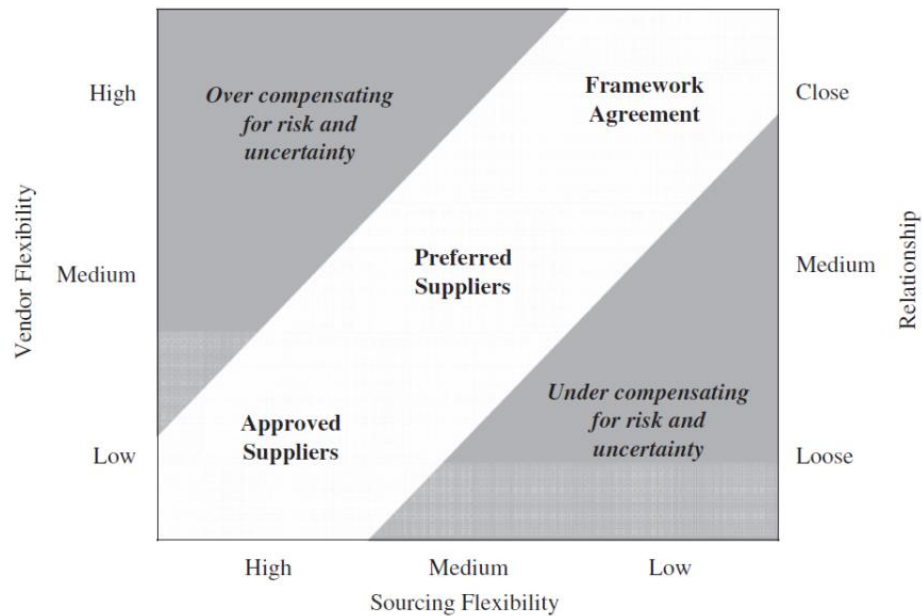 High
Over compensating
for risk and
uncertainty
Framework
Agreement
Close
Vendor Flexibility
Medium
Preferred
Suppliers
Medium
Relationship
Low
Approved
Suppliers
Under compensating
for risk and
uncertainty
Loose
High
Medium
Low
Sourcing Flexibility